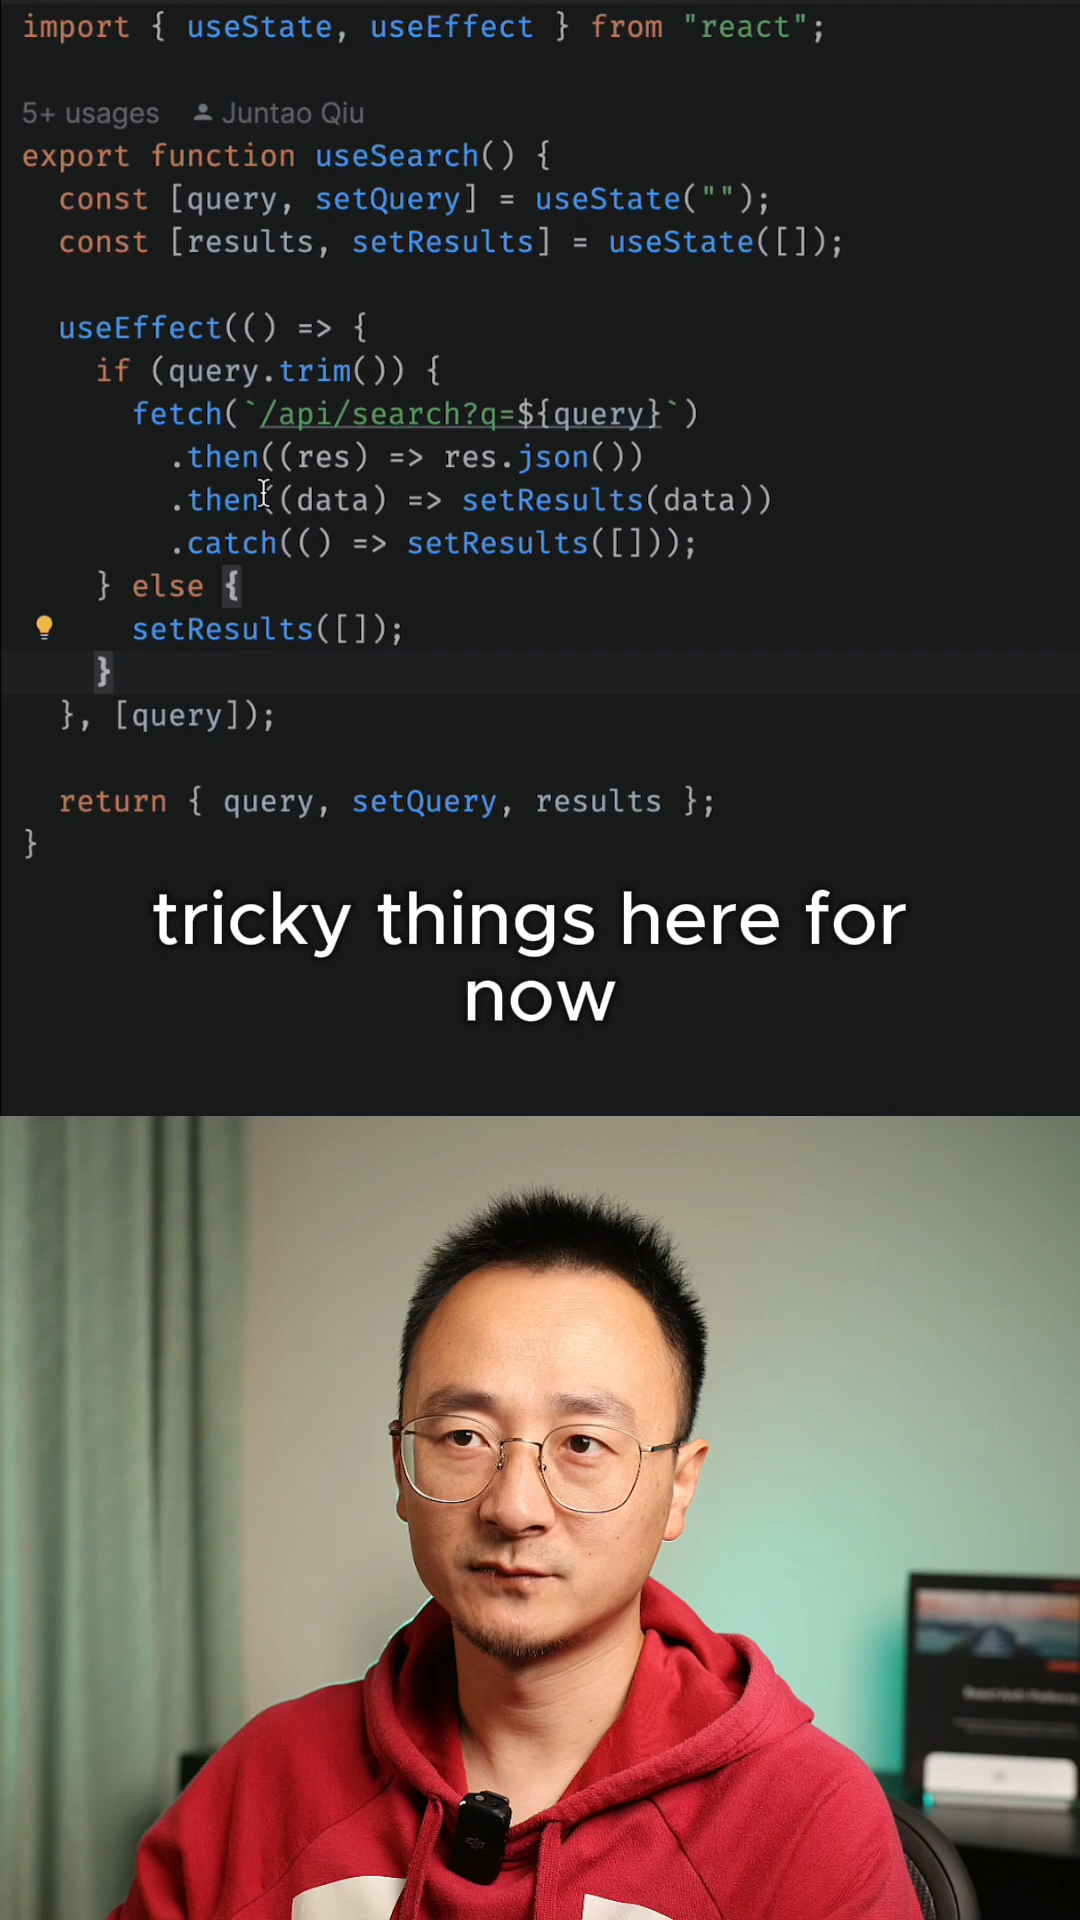 import { useState, useEffect } from "react";
5+ usages Juntao Qiu
export function useSearch() {
const [query, setQuery] = useState("");
const [results, setResults] = useState([]);
useEffect(() => {
if (query.trim()) {
fetch(`/api/search?q=${query}`)
.then((res) => res.json())
.then((data) => setResults(data))
.catch(() => setResults([]));
} else {
setResults([]);
}
}, [query]);
return { query, setQuery, results };
}
tricky things here for
now
dji